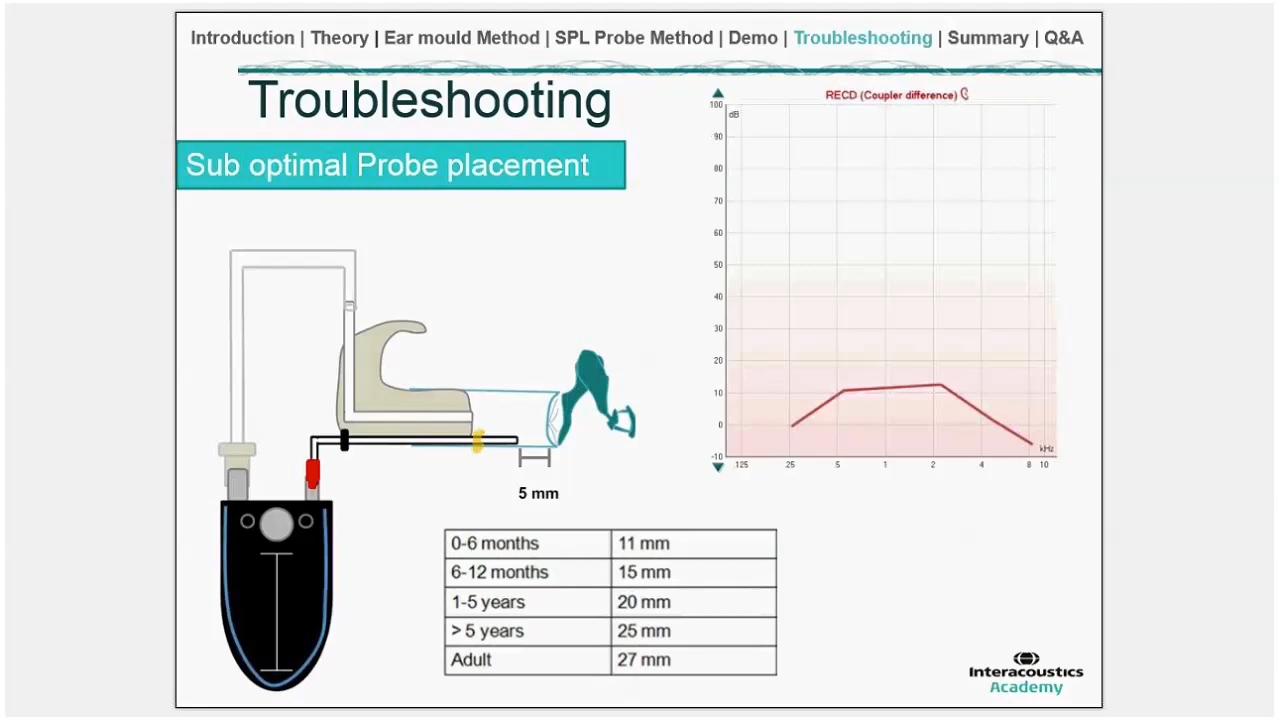 Introduction | Theory | Ear mould Method | SPL Probe Method | Demo | Troubleshooting | Summary | Q&A
Troubleshooting
Sub optimal Probe placement
RECD (Coupler difference)
dB
100
90
80
70
60
50
40
30
20
10
0
-10
.125 .25 .5 1 2 4 8 10
kHz
5 mm
0-6 months 11 mm
6-12 months 15 mm
1-5 years 20 mm
> 5 years 25 mm
Adult 27 mm
Interacoustics
Academy